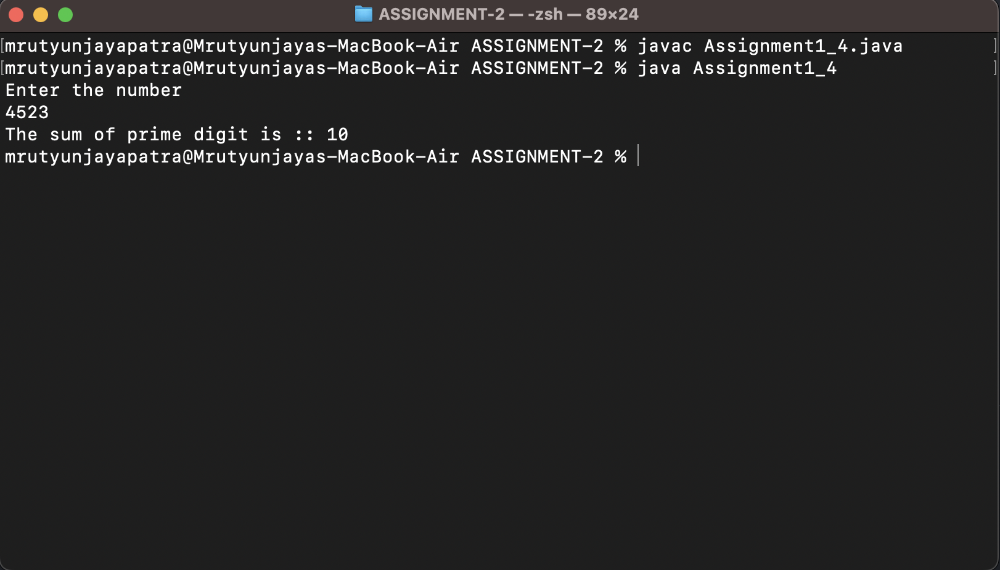 ASSIGNMENT-2 — -zsh — 89×24
[mrutyunjayapatra@Mrutyunjayas-MacBook-Air ASSIGNMENT-2 % javac Assignment1_4.java ]
[mrutyunjayapatra@Mrutyunjayas-MacBook-Air ASSIGNMENT-2 % java Assignment1_4 ]
Enter the number
4523
The sum of prime digit is :: 10
mrutyunjayapatra@Mrutyunjayas-MacBook-Air ASSIGNMENT-2 %